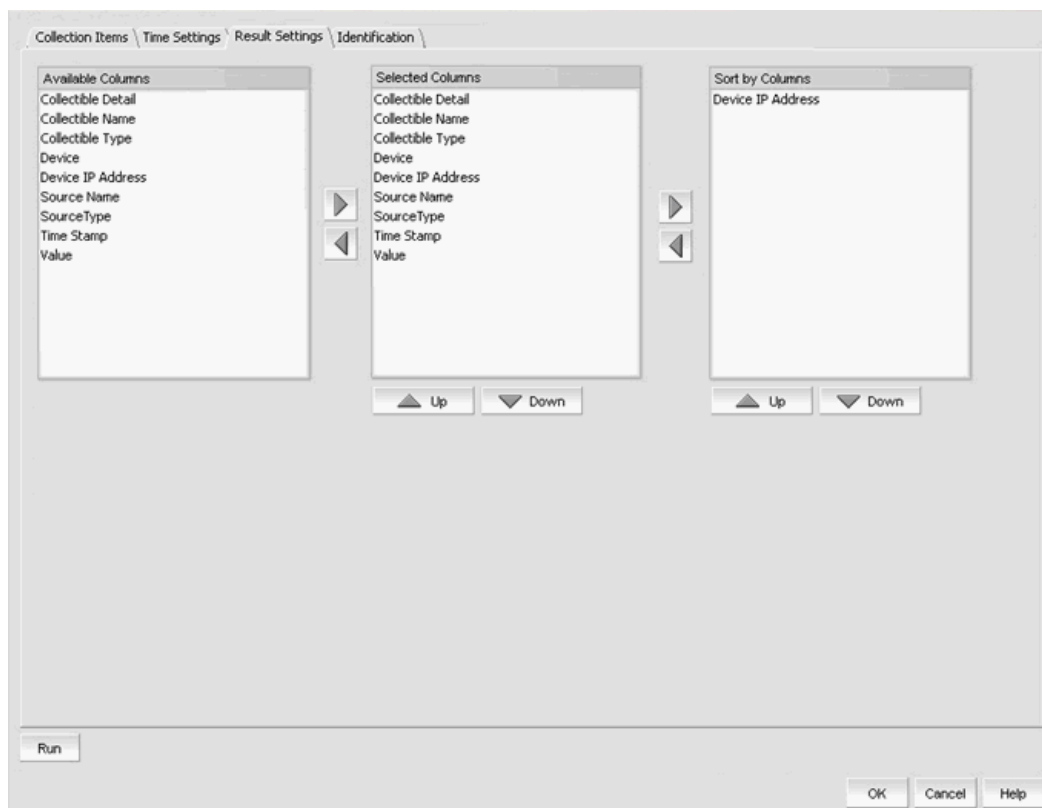 Collection Items Time Settings Result Settings Identification
Available Columns
Collectible Detail
Collectible Name
Collectible Type
Device
Device IP Address
Source Name
SourceType
Time Stamp
Value
Selected Columns
Collectible Detail
Collectible Name
Collectible Type
Device
Device IP Address
Source Name
SourceType
Time Stamp
Value
Up Down
Sort by Columns
Device IP Address
Up Down
Run
OK Cancel Help